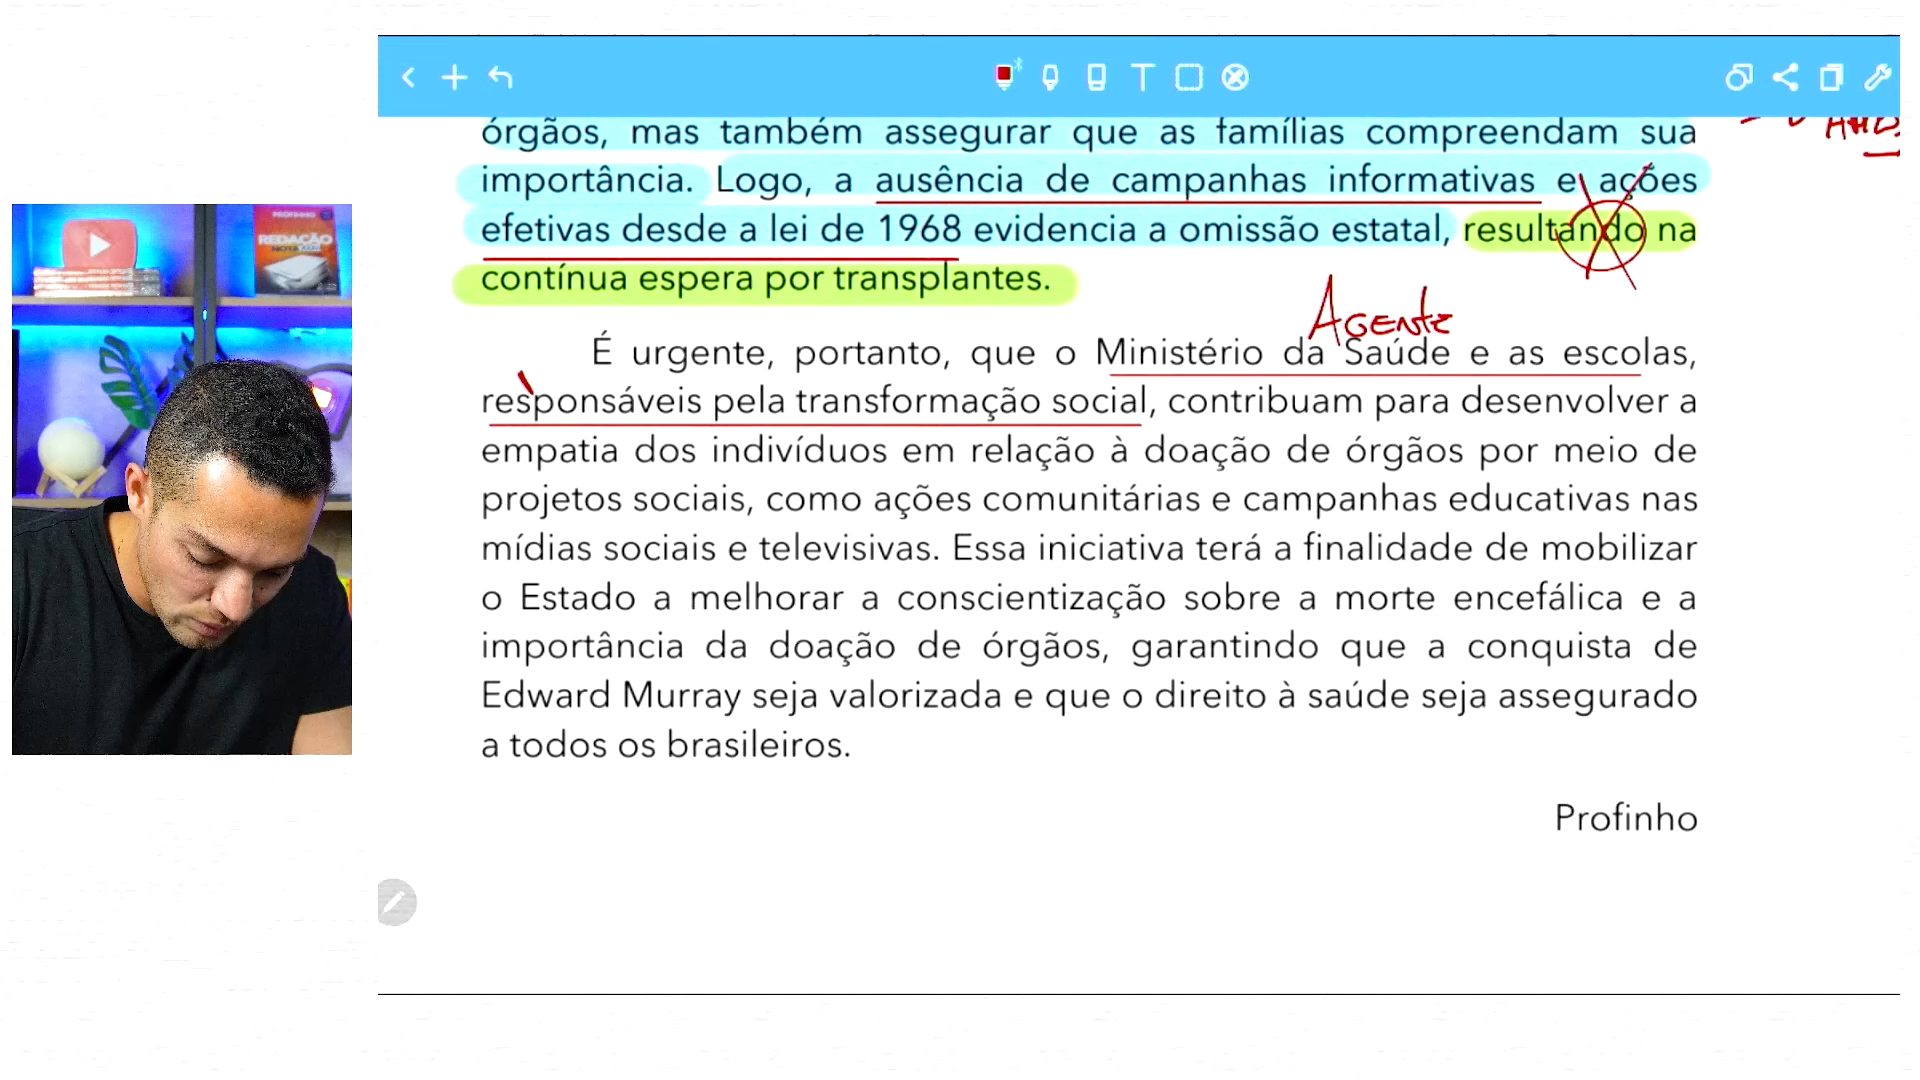 PROFINHO
REDAÇÃO
NOTA
órgãos, mas também assegurar que as famílias compreendam sua
importância. Logo, a ausência de campanhas informativas e ações
efetivas desde a lei de 1968 evidencia a omissão estatal, resultando na
contínua espera por transplantes.
AGENTE
É urgente, portanto, que o Ministério da Saúde e as escolas,
responsáveis pela transformação social, contribuam para desenvolver a
empatia dos indivíduos em relação à doação de órgãos por meio de
projetos sociais, como ações comunitárias e campanhas educativas nas
mídias sociais e televisivas. Essa iniciativa terá a finalidade de mobilizar
o Estado a melhorar a conscientização sobre a morte encefálica e a
importância da doação de órgãos, garantindo que a conquista de
Edward Murray seja valorizada e que o direito à saúde seja assegurado
a todos os brasileiros.
Profinho